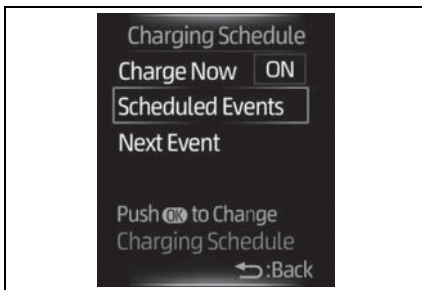 Charging Schedule
Charge Now ON
Scheduled Events
Next Event
Push OK to Change
Charging Schedule
:Back